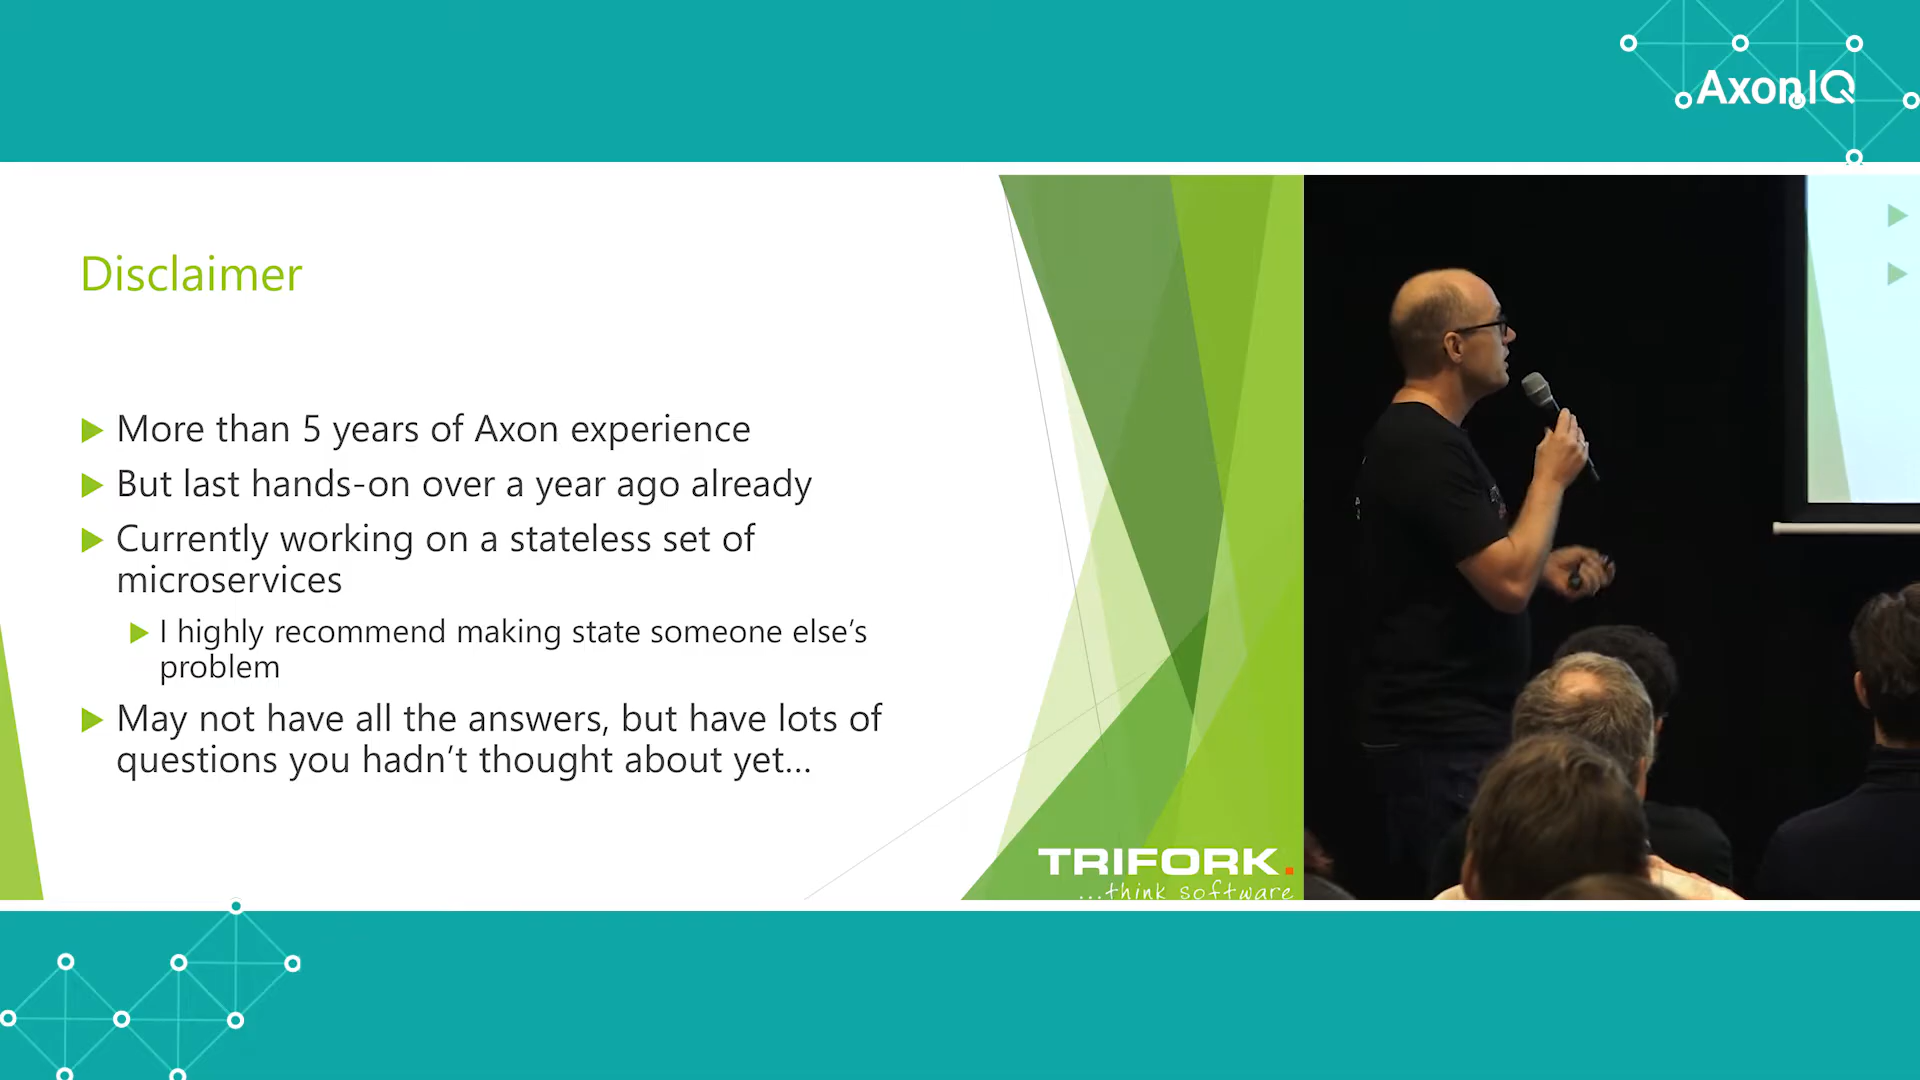 AxonIQ
Disclaimer
More than 5 years of Axon experience
But last hands-on over a year ago already
Currently working on a stateless set of
microservices
I highly recommend making state someone else's
problem
May not have all the answers, but have lots of
questions you hadn't thought about yet...
TRIFORK.
...think software